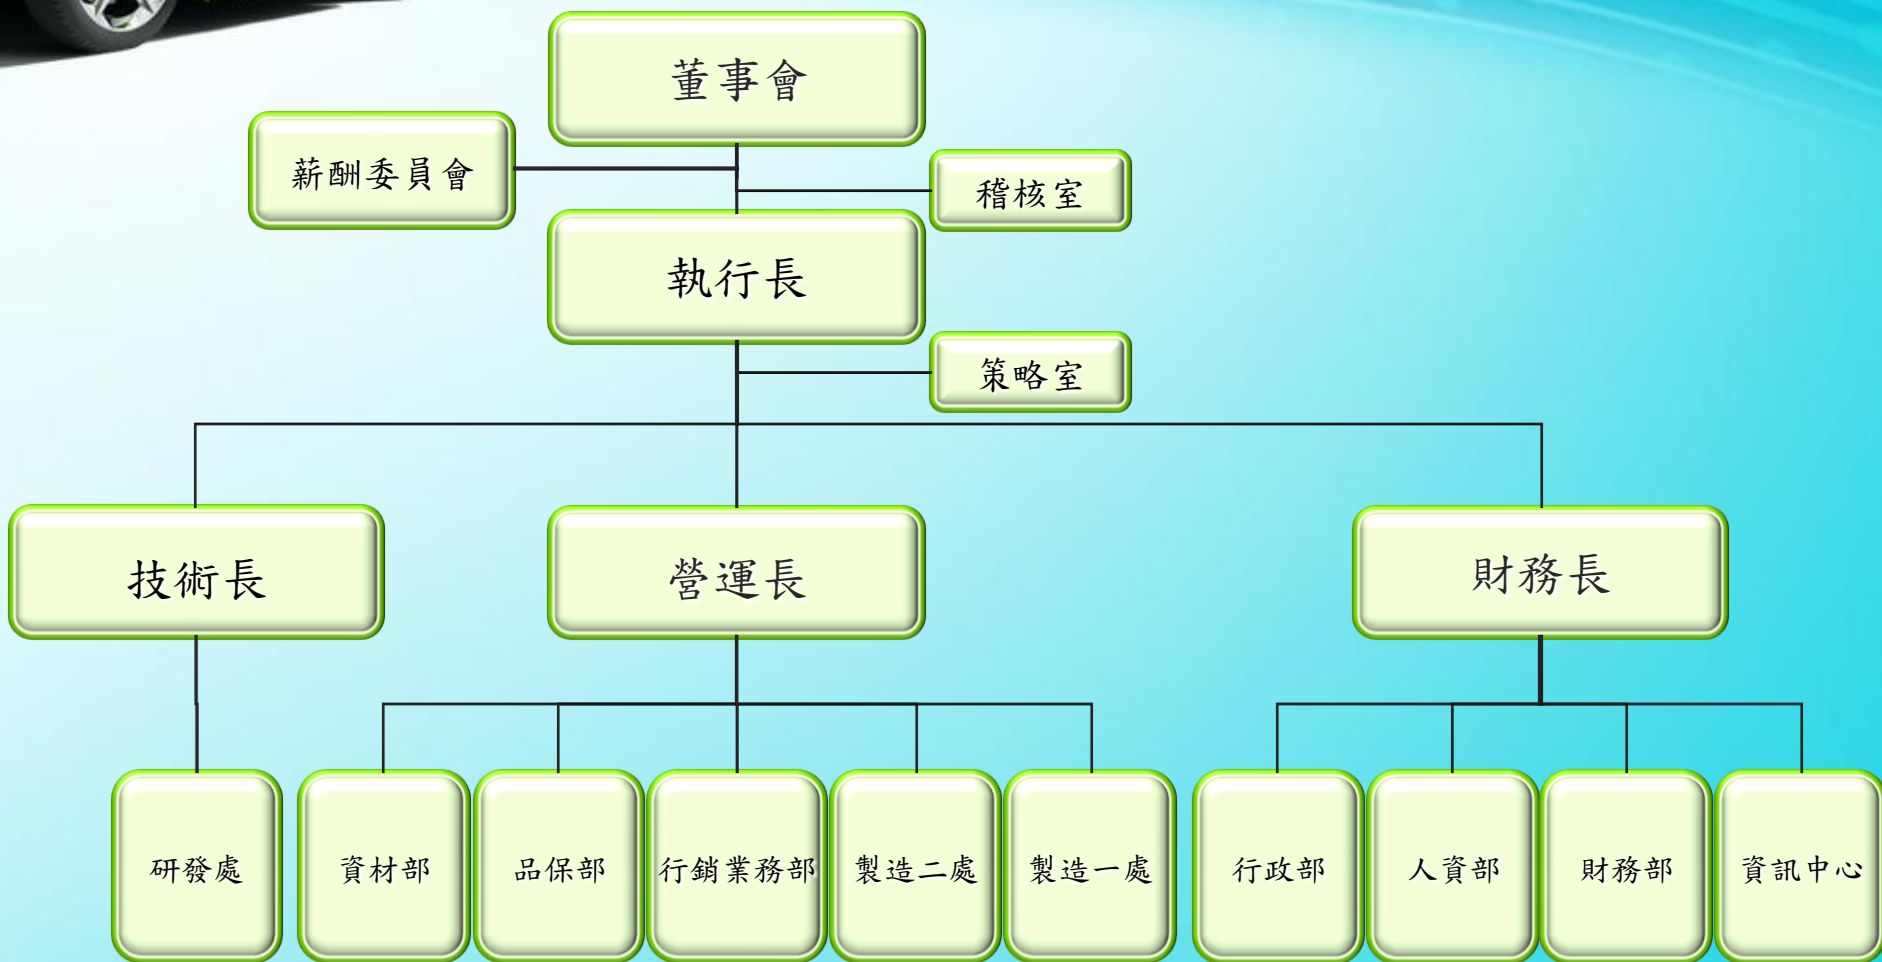 董事會
薪酬委員會
稽核室
執行長
策略室
技術長
營運長
財務長
研發處
資材部
品保部
行銷業務部
製造二處
製造一處
行政部
人資部
財務部
資訊中心